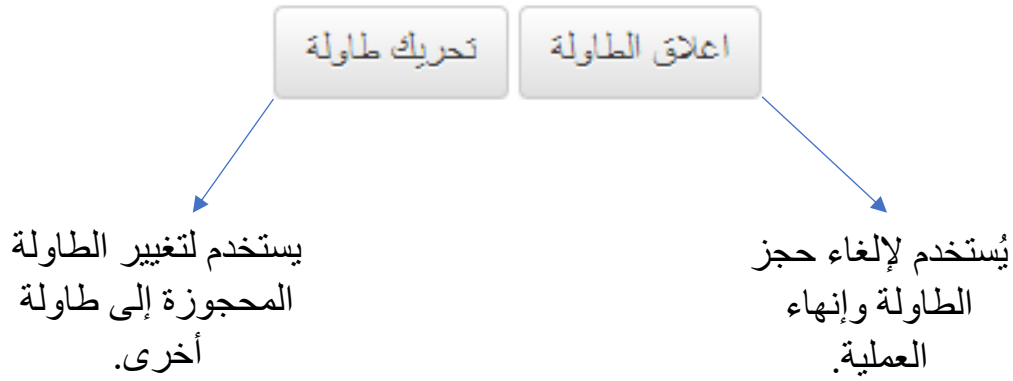 اعلاق الطاولة
تحريك طاولة
يُستخدم لإلغاء حجز
الطاولة وإنهاء
العملية.
يستخدم لتغيير الطاولة
المحجوزة إلى طاولة
أخرى.